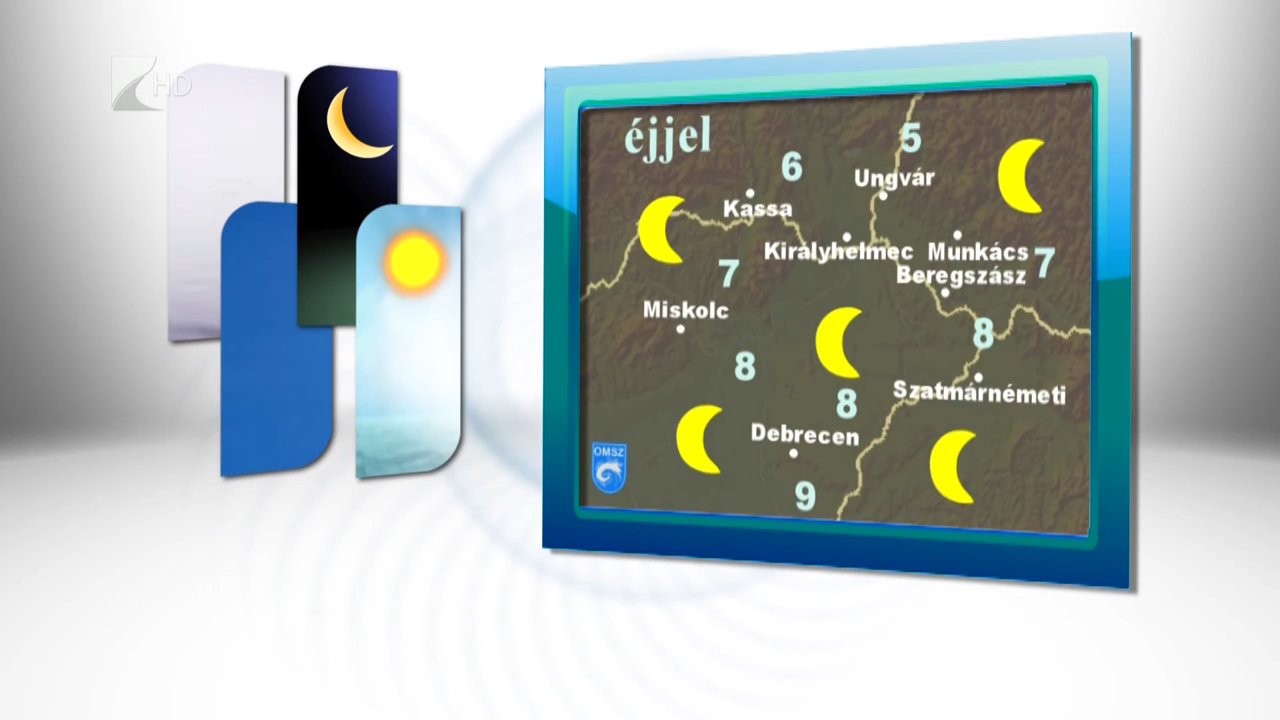 HD
éjjel
5
6
Ungvár
Kassa
Királyhelmec
Munkács
7
7
Beregszász
Miskolc
8
8
8
Szatmárnémeti
Debrecen
OMSZ
9